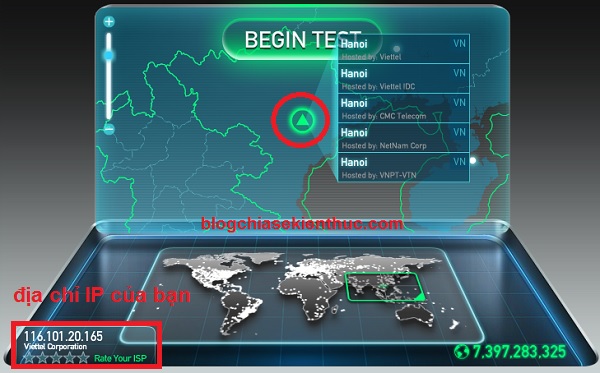 BEGIN TEST
Hanoi VN
Hosted by: Viettel
Hanoi VN
Hosted by: Viettel IDC
Hanoi VN
Hosted by: CMC Telecom
Hanoi VN
Hosted by: NetNam Corp
Hanoi VN
Hosted by: VNPT-VTN
blogchiasekienthuc.com
địa chỉ IP của bạn
116.101.20.165
Viettel Corporation
Rate Your ISP
7,397,283,325